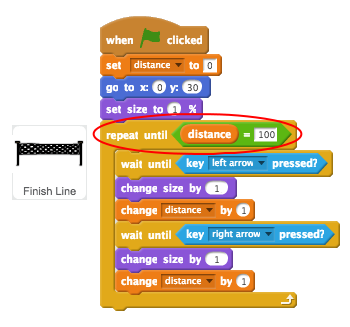 when clicked
set distance to 0
go to x: 0 y: 30
set size to 1 %
repeat until distance = 100
wait until key left arrow pressed?
change size by 1
change distance by 1
wait until key right arrow pressed?
change size by 1
change distance by 1
Finish Line